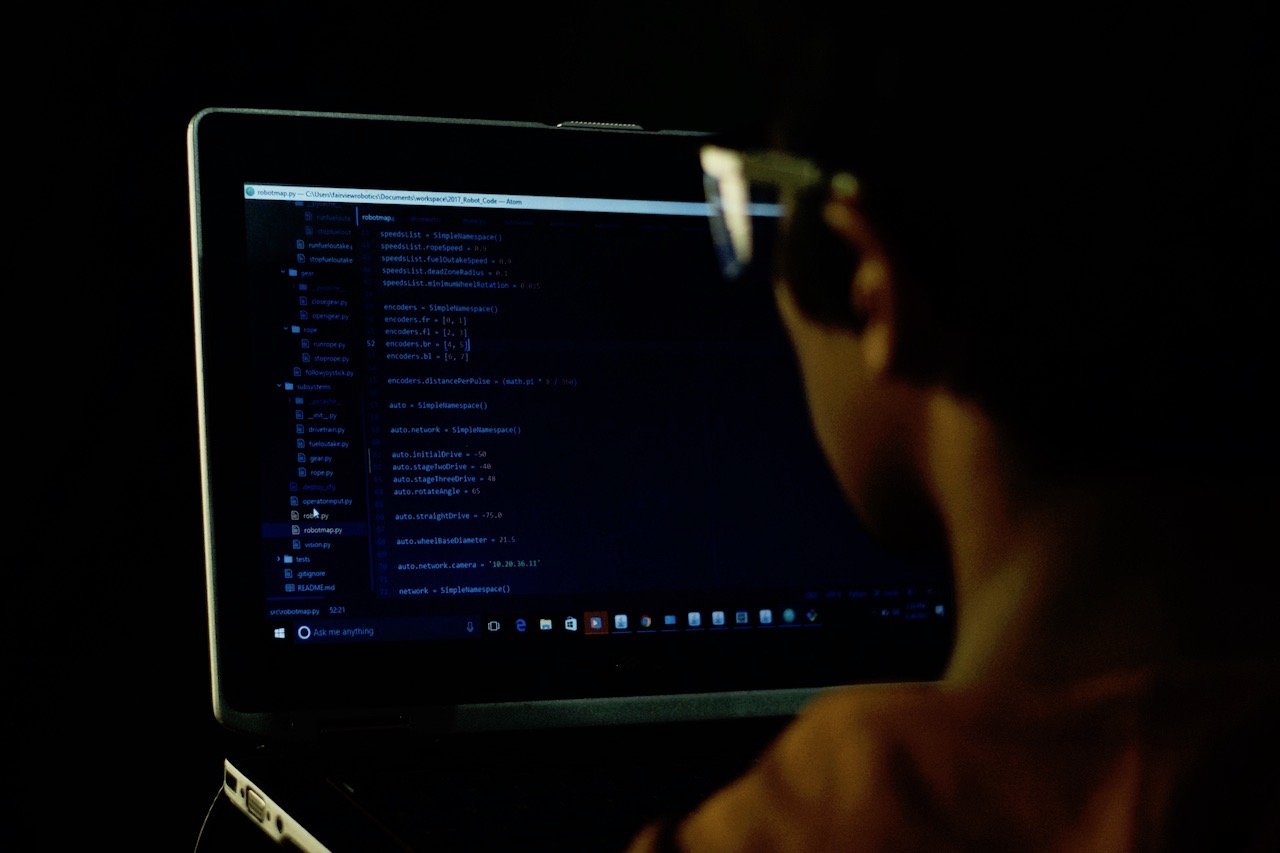 robotmap.py — C:\Users\fairviewrobotics\Documents\workspace\2017_Robot_Code — Atom
runfueloutake.
stopfueloutake
gear
closegear.py
opengear.py
rope
runrope.py
stoprope.py
followjoystick.py
subsystems
__init__.py
drivetrain.py
fueloutake.py
gear.py
rope.py
operatorinput.py
robotmap.py
vision.py
tests
.gitignore
README.md
robotmap.
speedsList = SimpleNamespace()
speedsList.ropeSpeed = 0.9
speedsList.fuelOutakeSpeed = 0.9
speedsList.deadZoneRadius = 0.1
speedsList.minimumWheelRotation =
encoders = SimpleNamespace()
encoders.fr = [0, 1]
encoders.fl = [2, 3]
52 encoders.br = [4, 5]
encoders.bl = [6, 7]
encoders.distancePerPulse = (math.pi *
auto = SimpleNamespace()
auto.network = SimpleNamespace()
auto.initialDrive = -50
auto.stageTwoDrive = -40
auto.stageThreeDrive = 48
auto.rotateAngle = 65
auto.straightDrive = -75.0
auto.wheelBaseDiameter = 21.5
auto.network.camera = "10.20.36.11"
network = SimpleNamespace()
src\robotmap.py 52:21
Ask me anything